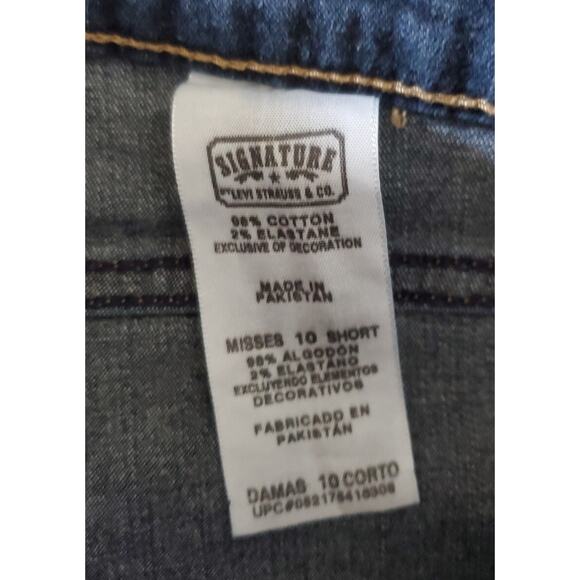 SIGNATURE
BY LEVI STRAUSS & CO.
98% COTTON
2% ELASTANE
EXCLUSIVE OF DECORATION
MADE IN
PAKISTAN
MISSES 10 SHORT
98% ALGODÓN
2% ELASTANO
EXCLUYENDO ELEMENTOS
DECORATIVOS
FABRICADO EN
PAKISTÁN
DAMAS 10 CORTO